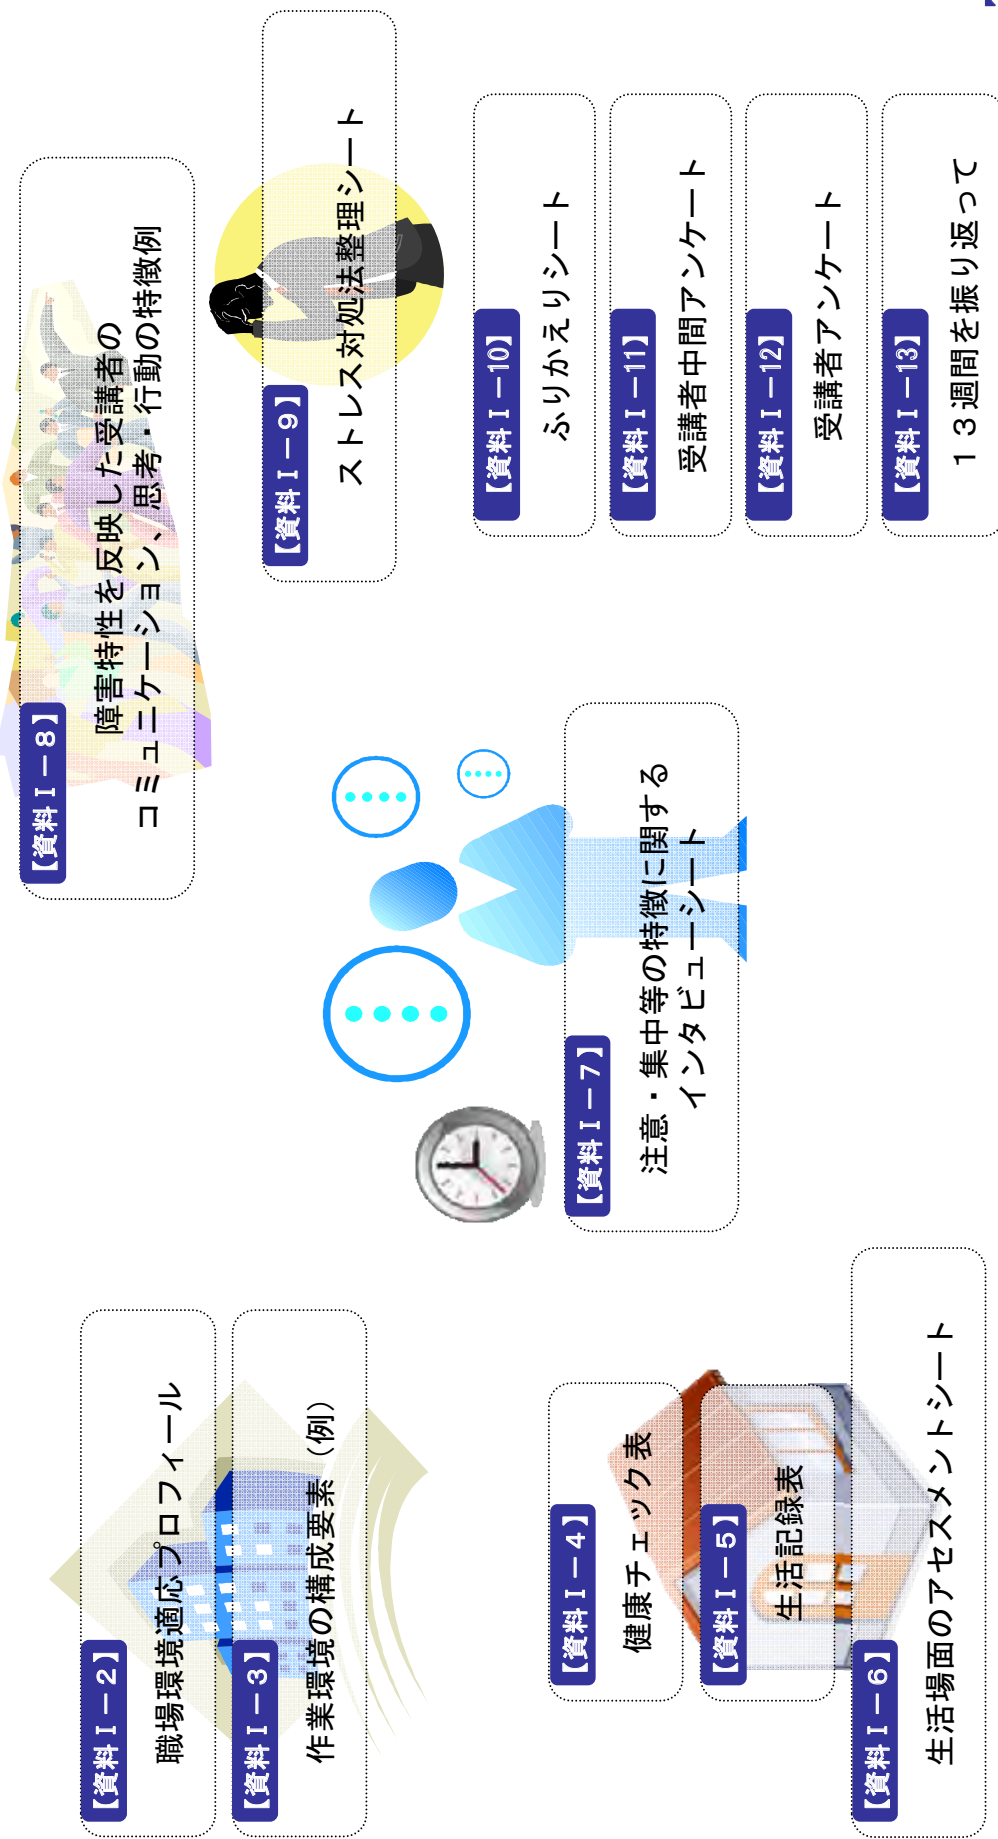 【資料Ⅰ－2】
職場環境適応プロフィール
【資料Ⅰ－3】
作業環境の構成要素（例）
【資料Ⅰ－4】
健康チェック表
【資料Ⅰ－5】
生活記録表
【資料Ⅰ－6】
生活場面のアセスメントシート
【資料Ⅰ－7】
注意・集中等の特徴に関する
インタビューシート
【資料Ⅰ－8】
障害特性を反映した受講者の
コミュニケーション、思考・行動の特徴例
【資料Ⅰ－9】
ストレス対処法整理シート
【資料Ⅰ－10】
ふりかえりシート
【資料Ⅰ－11】
受講者中間アンケート
【資料Ⅰ－12】
受講者アンケート
【資料Ⅰ－13】
１３週間を振り返って